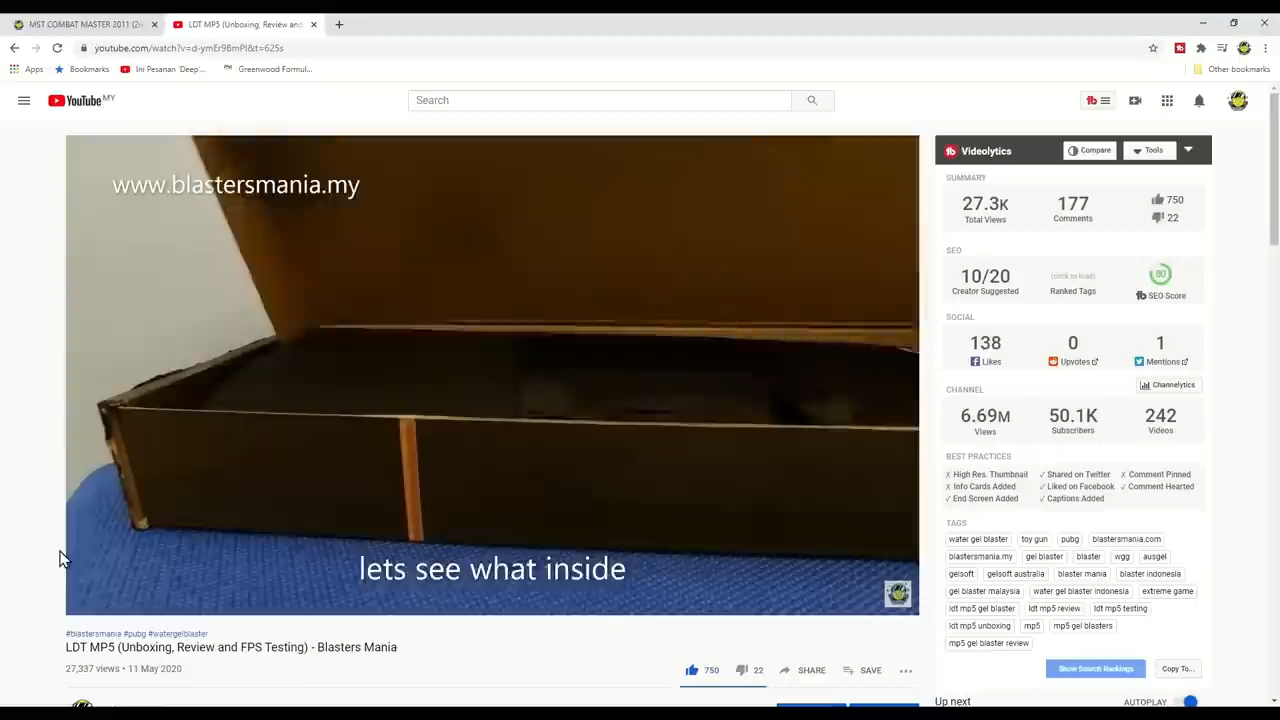 MST COMBAT MASTER 2011 (2
LDT MP5 (Unboxing, Review and
youtube.com/watch?v=d-ymEr9BmPI&t=625s
Apps
Bookmarks
Ini Pesanan 'Deep'...
Greenwood Formul...
Other bookmarks
YouTube MY
Search
www.blastersmania.my
lets see what inside
#blastersmania #pubg #watergelblaster
LDT MP5 (Unboxing, Review and FPS Testing) - Blasters Mania
27,337 views • 11 May 2020
750
22
SHARE
SAVE
Videolytics
Compare
Tools
SUMMARY
27.3K 177 750
Total Views Comments 22
SEO
10/20 (click to load) 80
Creator Suggested Ranked Tags tb SEO Score
SOCIAL
138 0 1
Likes Upvotes Mentions
CHANNEL Channelytics
6.69M 50.1K 242
Views Subscribers Videos
BEST PRACTICES
✗ High Res. Thumbnail ✓ Shared on Twitter ✗ Comment Pinned
✗ Info Cards Added ✓ Liked on Facebook ✓ Comment Hearted
✓ End Screen Added ✓ Captions Added
TAGS
water gel blaster toy gun pubg blastersmania.com
blastersmania.my gel blaster blaster wgg ausgel
gelsoft gelsoft australia blaster mania blaster indonesia
gel blaster malaysia water gel blaster indonesia extreme game
ldt mp5 gel blaster ldt mp5 review ldt mp5 testing
ldt mp5 unboxing mp5 mp5 gel blasters
mp5 gel blaster review
Show Search Rankings Copy To...
Up next AUTOPLAY